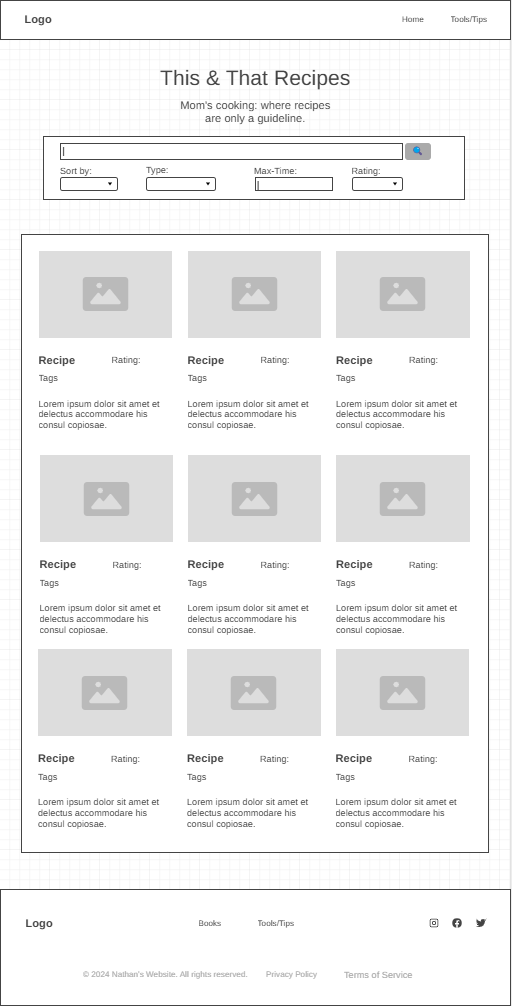 Logo Home Tools/Tips
This & That Recipes
Mom's cooking: where recipes
are only a guideline.
Sort by: Type: Max-Time: Rating:
Recipe Rating: Recipe Rating: Recipe Rating:
Tags Tags Tags
Lorem ipsum dolor sit amet et Lorem ipsum dolor sit amet et Lorem ipsum dolor sit amet et
delectus accommodare his delectus accommodare his delectus accommodare his
consul copiosae. consul copiosae. consul copiosae.
Recipe Rating: Recipe Rating: Recipe Rating:
Tags Tags Tags
Lorem ipsum dolor sit amet et Lorem ipsum dolor sit amet et Lorem ipsum dolor sit amet et
delectus accommodare his delectus accommodare his delectus accommodare his
consul copiosae. consul copiosae. consul copiosae.
Recipe Rating: Recipe Rating: Recipe Rating:
Tags Tags Tags
Lorem ipsum dolor sit amet et Lorem ipsum dolor sit amet et Lorem ipsum dolor sit amet et
delectus accommodare his delectus accommodare his delectus accommodare his
consul copiosae. consul copiosae. consul copiosae.
Logo Books Tools/Tips
© 2024 Nathan's Website. All rights reserved. Privacy Policy Terms of Service